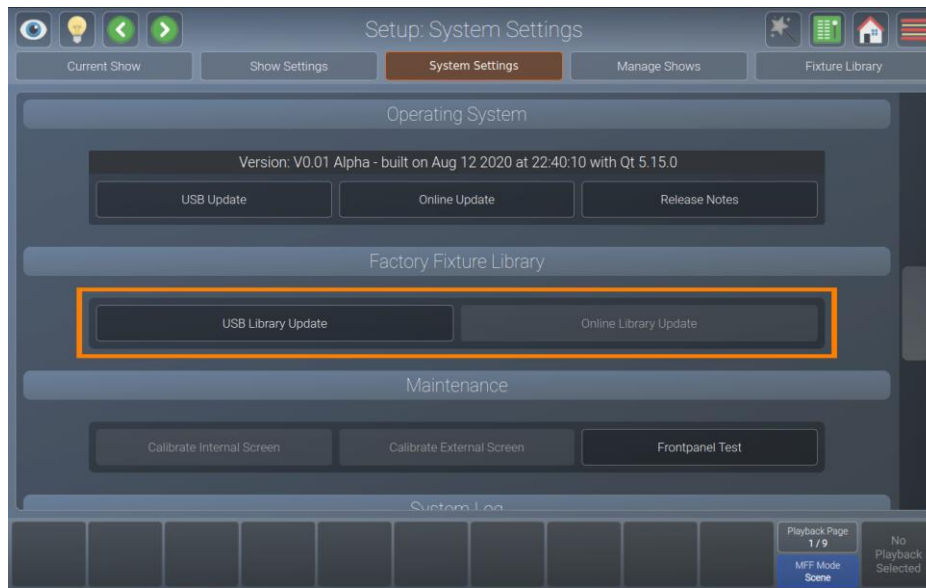 Setup: System Settings
Current Show
Show Settings
System Settings
Manage Shows
Fixture Library
Operating System
Version: V0.01 Alpha - built on Aug 12 2020 at 22:40:10 with Qt 5.15.0
USB Update
Online Update
Release Notes
Factory Fixture Library
USB Library Update
Online Library Update
Maintenance
Calibrate Internal Screen
Calibrate External Screen
Frontpanel Test
System Log
Playback Page
1 / 9
MFF Mode
Scene
No
Playback
Selected